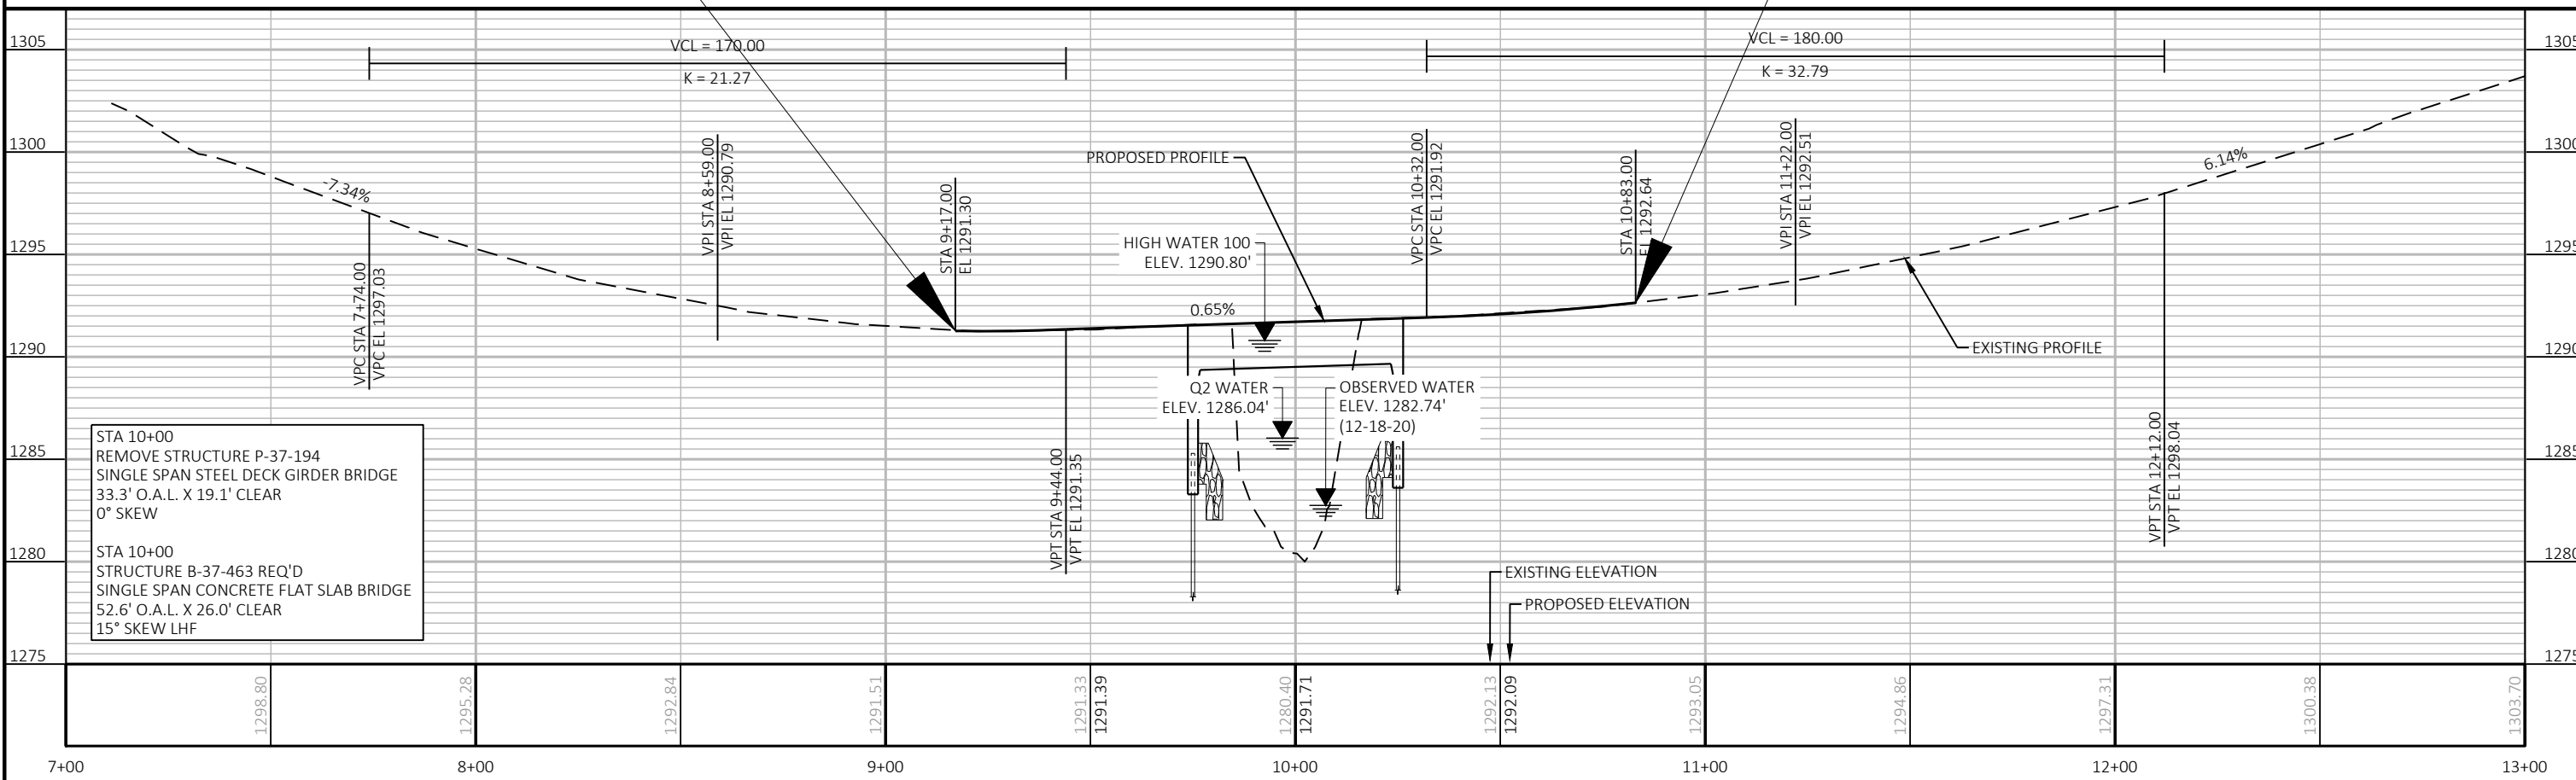 VCL = 170.00
K = 21.27
VCL = 180.00
K = 32.79
1305
1300
1295
1290
1285
1280
1275
1305
1300
1295
1290
1285
1280
1275
-7.34%
VPC STA 7+74.00
VPC EL 1297.03
VPI STA 8+59.00
VPI EL 1290.79
STA 9+17.00
EL 1291.30
VPT STA 9+44.00
VPT EL 1291.35
PROPOSED PROFILE
HIGH WATER 100
ELEV. 1290.80'
0.65%
Q2 WATER
ELEV. 1286.04'
OBSERVED WATER
ELEV. 1282.74'
(12-18-20)
VPC STA 10+32.00
VPC EL 1291.92
STA 10+83.00
EL 1292.64
VPI STA 11+22.00
VPI EL 1292.51
EXISTING PROFILE
6.14%
VPT STA 12+12.00
VPT EL 1298.04
STA 10+00
REMOVE STRUCTURE P-37-194
SINGLE SPAN STEEL DECK GIRDER BRIDGE
33.3' O.A.L. X 19.1' CLEAR
0° SKEW
STA 10+00
STRUCTURE B-37-463 REQ'D
SINGLE SPAN CONCRETE FLAT SLAB BRIDGE
52.6' O.A.L. X 26.0' CLEAR
15° SKEW LHF
EXISTING ELEVATION
PROPOSED ELEVATION
1298.80
1295.28
1292.84
1291.51
1291.33
1291.39
1280.40
1291.71
1292.13
1292.09
1293.05
1294.86
1297.31
1300.38
1303.70
7+00
8+00
9+00
10+00
11+00
12+00
13+00